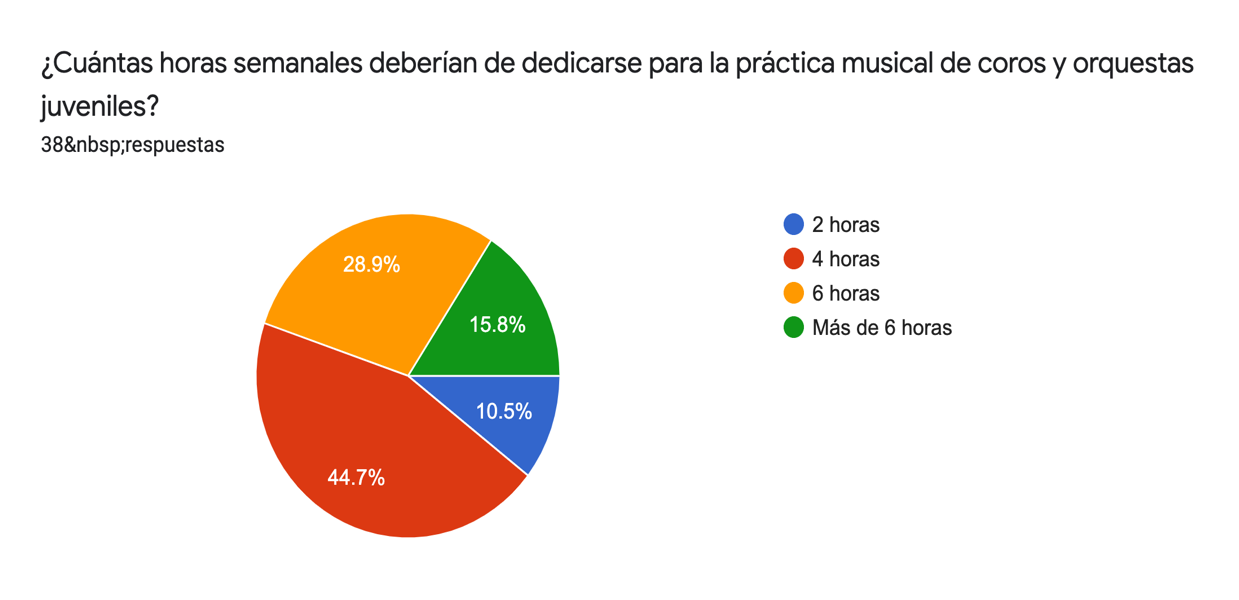 ¿Cuántas horas semanales deberían de dedicarse para la práctica musical de coros y orquestas
juveniles?
38&nbsp;respuestas
2 horas
4 horas
6 horas
Más de 6 horas
28.9%
15.8%
10.5%
44.7%